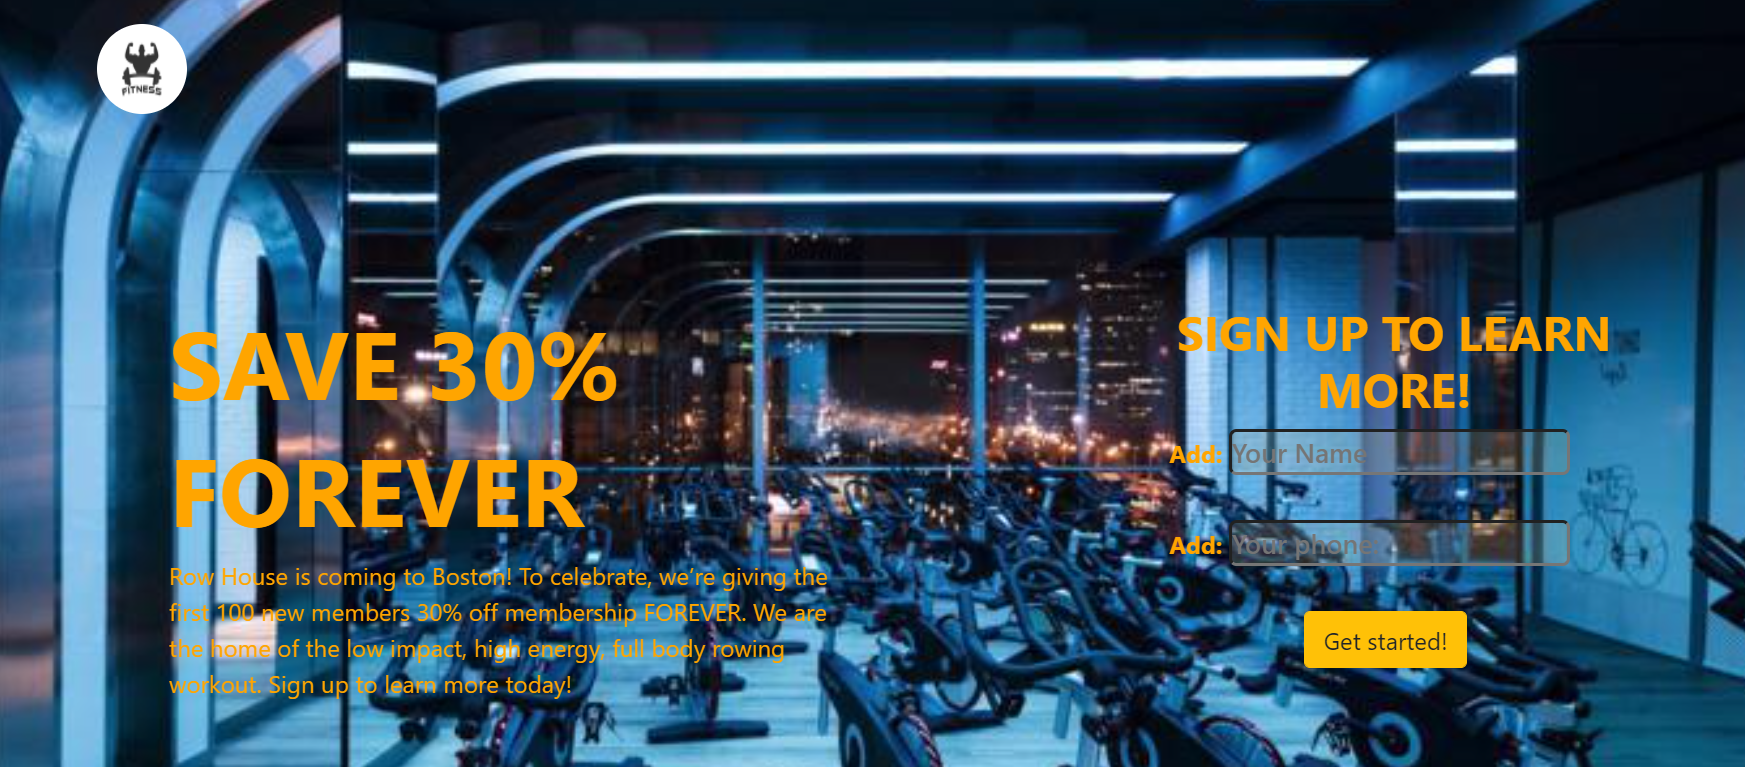 FITNESS
SAVE 30%
FOREVER
Row House is coming to Boston! To celebrate, we’re giving the
first 100 new members 30% off membership FOREVER. We are
the home of the low impact, high energy, full body rowing
workout. Sign up to learn more today!
SIGN UP TO LEARN
MORE!
Add: Your Name
Add: Your phone
Get started!